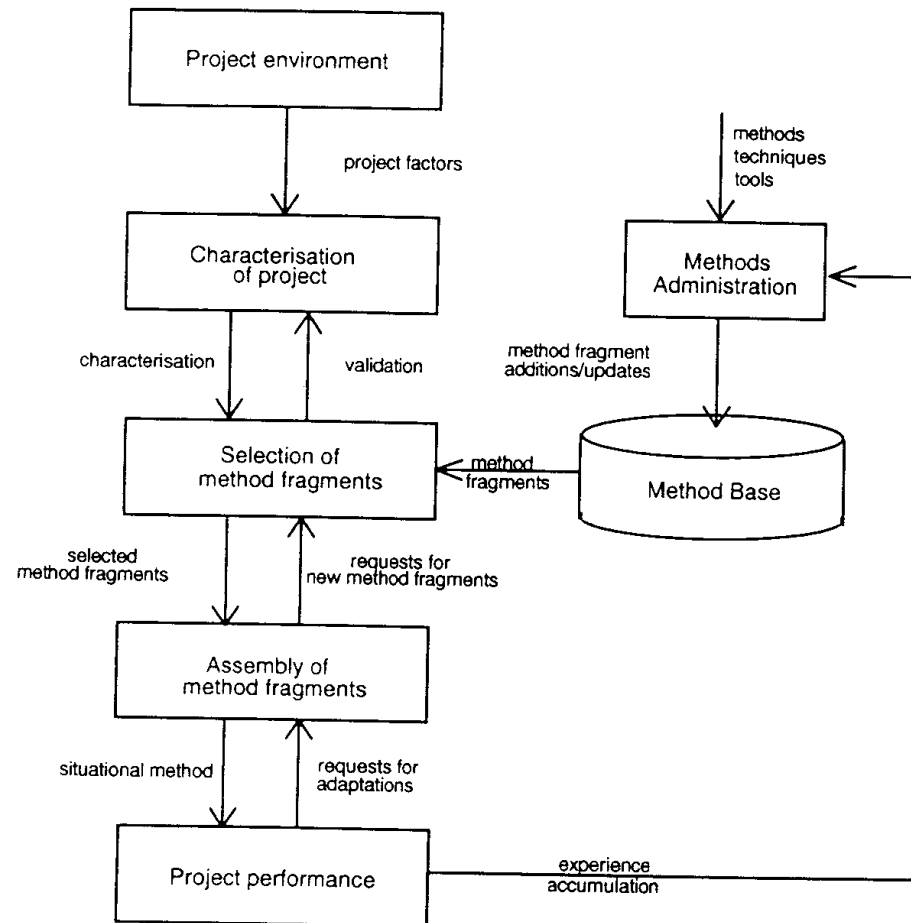 Project environment
project factors
methods
techniques
tools
Characterisation
of project
Methods
Administration
characterisation
validation
method fragment
additions/updates
Selection of
method fragments
method
fragments
Method Base
selected
method fragments
requests for
new method fragments
Assembly of
method fragments
situational method
requests for
adaptations
Project performance
experience
accumulation